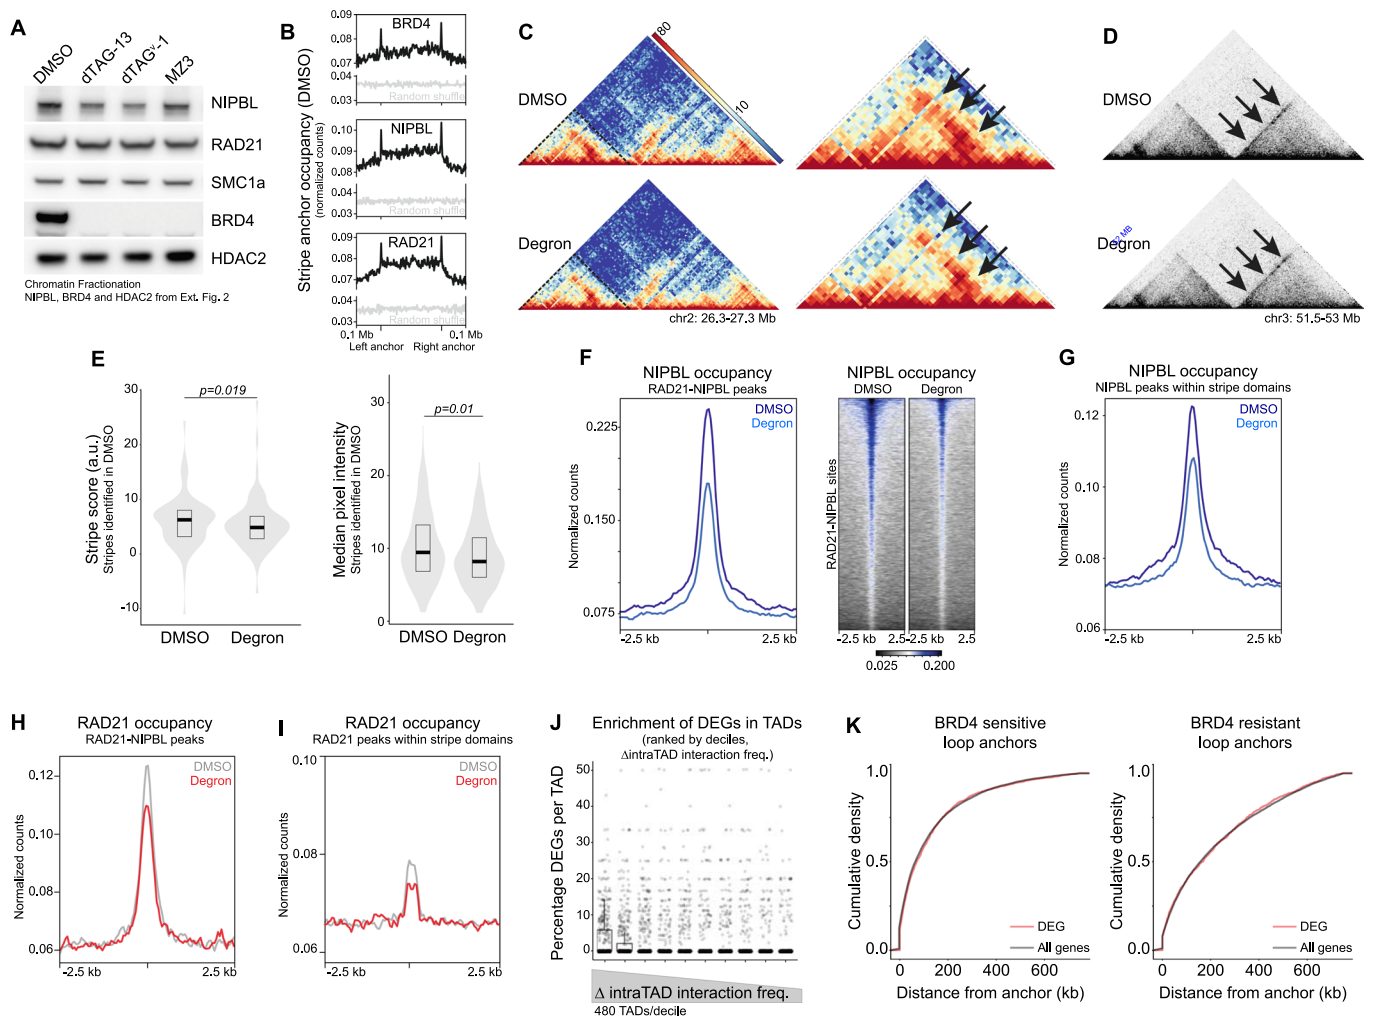 A
DMSO
dTAG-13
dTAGᵛ-1
MZ3
NIPBL
RAD21
SMC1a
BRD4
HDAC2
Chromatin Fractionation
NIPBL, BRD4 and HDAC2 from Ext. Fig. 2
B
Stripe anchor occupancy (DMSO)
(normalized counts)
0.09
BRD4
0.08
0.07
0.04
Random shuffle
0.03
NIPBL
0.10
0.09
0.08
0.04
Random shuffle
0.03
0.09
RAD21
0.08
0.07
0.04
Random shuffle
0.03
0.1 Mb
0.1 Mb
Left anchor
Right anchor
C
80
10
DMSO
Degron
chr2: 26.3-27.3 Mb
D
DMSO
Degron
chr3: 51.5-53 Mb
E
Stripe score (a.u.)
Stripes identified in DMSO
30
20
10
0
-10
p=0.019
DMSO
Degron
Median pixel intensity
Stripes identified in DMSO
30
20
10
0
p=0.01
DMSO
Degron
F
NIPBL occupancy
RAD21-NIPBL peaks
DMSO
Degron
Normalized counts
0.225
0.150
0.075
-2.5 kb
2.5 kb
NIPBL occupancy
DMSO
Degron
RAD21-NIPBL sites
-2.5 kb
2.5
-2.5 kb
2.5
0.025
0.200
G
NIPBL occupancy
NIPBL peaks within stripe domains
DMSO
Degron
Normalized counts
0.12
0.10
0.08
0.06
-2.5 kb
2.5 kb
H
RAD21 occupancy
RAD21-NIPBL peaks
DMSO
Degron
Normalized counts
0.12
0.10
0.08
0.06
-2.5 kb
2.5 kb
I
RAD21 occupancy
RAD21 peaks within stripe domains
DMSO
Degron
Normalized counts
0.10
0.08
0.06
-2.5 kb
2.5 kb
J
Enrichment of DEGs in TADs
(ranked by deciles,
ΔintraTAD interaction freq.)
Percentage DEGs per TAD
50
40
30
20
10
0
Δ intraTAD interaction freq.
480 TADs/decile
K
BRD4 sensitive
loop anchors
Cumulative density
1.0
0.5
0.0
DEG
All genes
0
200
400
600
Distance from anchor (kb)
BRD4 resistant
loop anchors
Cumulative density
1.0
0.5
0.0
DEG
All genes
0
200
400
600
Distance from anchor (kb)